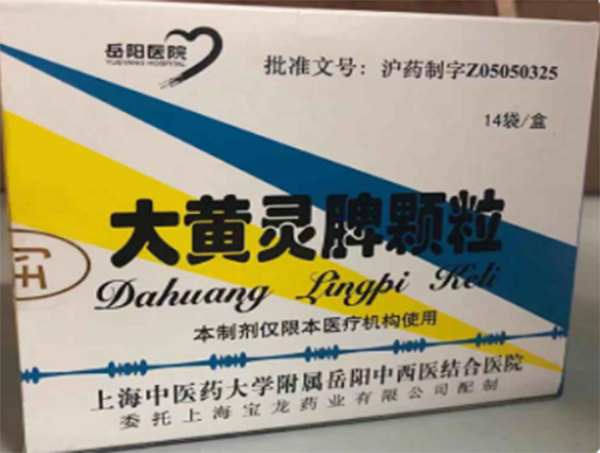 岳阳医院
YUEYANG HOSPITAL
批准文号：沪药制字Z05050325
14袋/盒
大黄灵脾颗粒
Dahuang Lingpi Keli
本制剂仅限本医疗机构使用
上海中医药大学附属岳阳中西医结合医院
委托上海宝龙药业有限公司配制